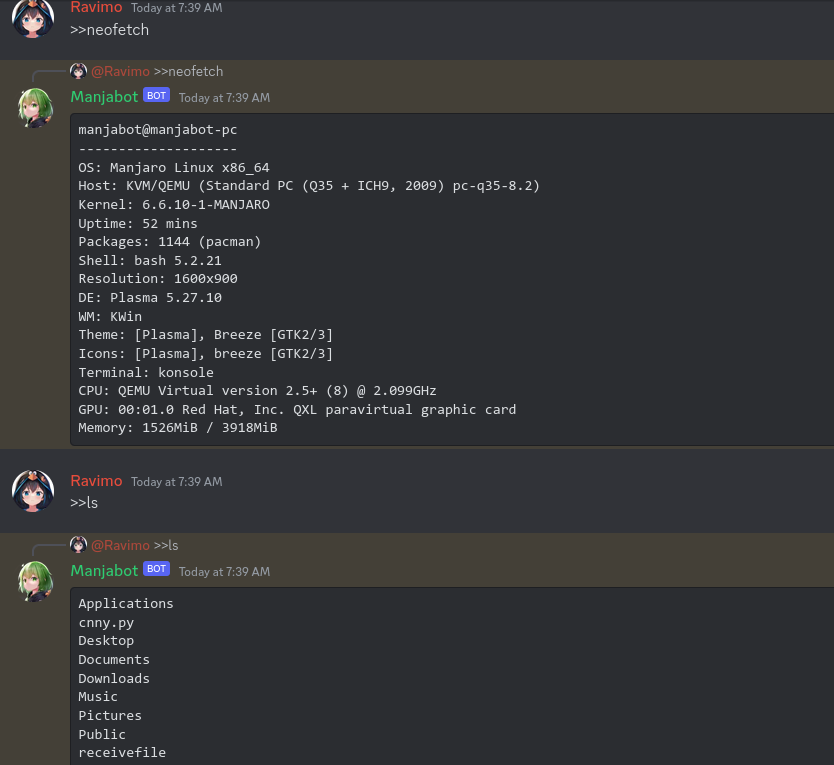 Ravimo Today at 7:39 AM
>>neofetch
@Ravimo >>neofetch
Manjabot BOT Today at 7:39 AM
manjabot@manjabot-pc
--------------------
OS: Manjaro Linux x86_64
Host: KVM/QEMU (Standard PC (Q35 + ICH9, 2009) pc-q35-8.2)
Kernel: 6.6.10-1-MANJARO
Uptime: 52 mins
Packages: 1144 (pacman)
Shell: bash 5.2.21
Resolution: 1600x900
DE: Plasma 5.27.10
WM: KWin
Theme: [Plasma], Breeze [GTK2/3]
Icons: [Plasma], breeze [GTK2/3]
Terminal: konsole
CPU: QEMU Virtual version 2.5+ (8) @ 2.099GHz
GPU: 00:01.0 Red Hat, Inc. QXL paravirtual graphic card
Memory: 1526MiB / 3918MiB
Ravimo Today at 7:39 AM
>>ls
@Ravimo >>ls
Manjabot BOT Today at 7:39 AM
Applications
cnny.py
Desktop
Documents
Downloads
Music
Pictures
Public
receivefile